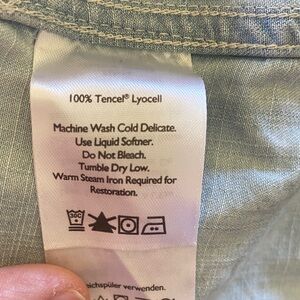 100% Tencel® Lyocell
Machine Wash Cold Delicate.
Use Liquid Softner.
Do Not Bleach.
Tumble Dry Low.
Warm Steam Iron Required for
Restoration.
30C
eichspüler verwenden.